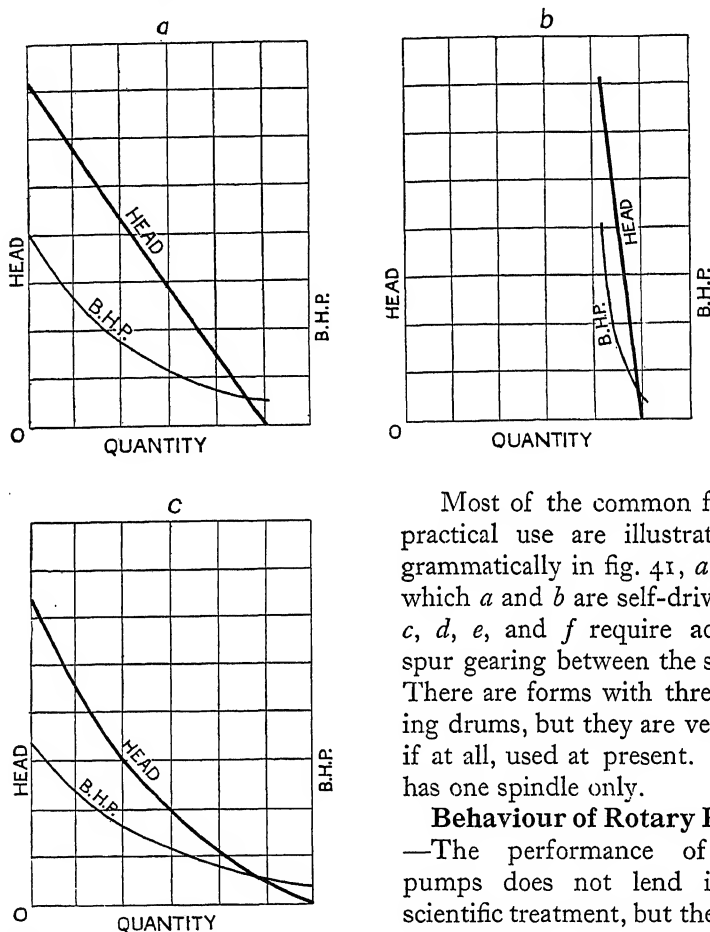 a
HEAD
HEAD
B.H.P.
B.H.P.
O
QUANTITY
b
HEAD
HEAD
B.H.P.
B.H.P.
O
QUANTITY
c
HEAD
HEAD
B.H.P.
B.H.P.
O
QUANTITY
Most of the common f
practical use are illustrat
grammatically in fig. 41, a
which a and b are self-driv
c, d, e, and f require ac
spur gearing between the s
There are forms with thre
ing drums, but they are ve
if at all, used at present.
has one spindle only.
Behaviour of Rotary P
—The performance of
pumps does not lend i
scientific treatment, but the